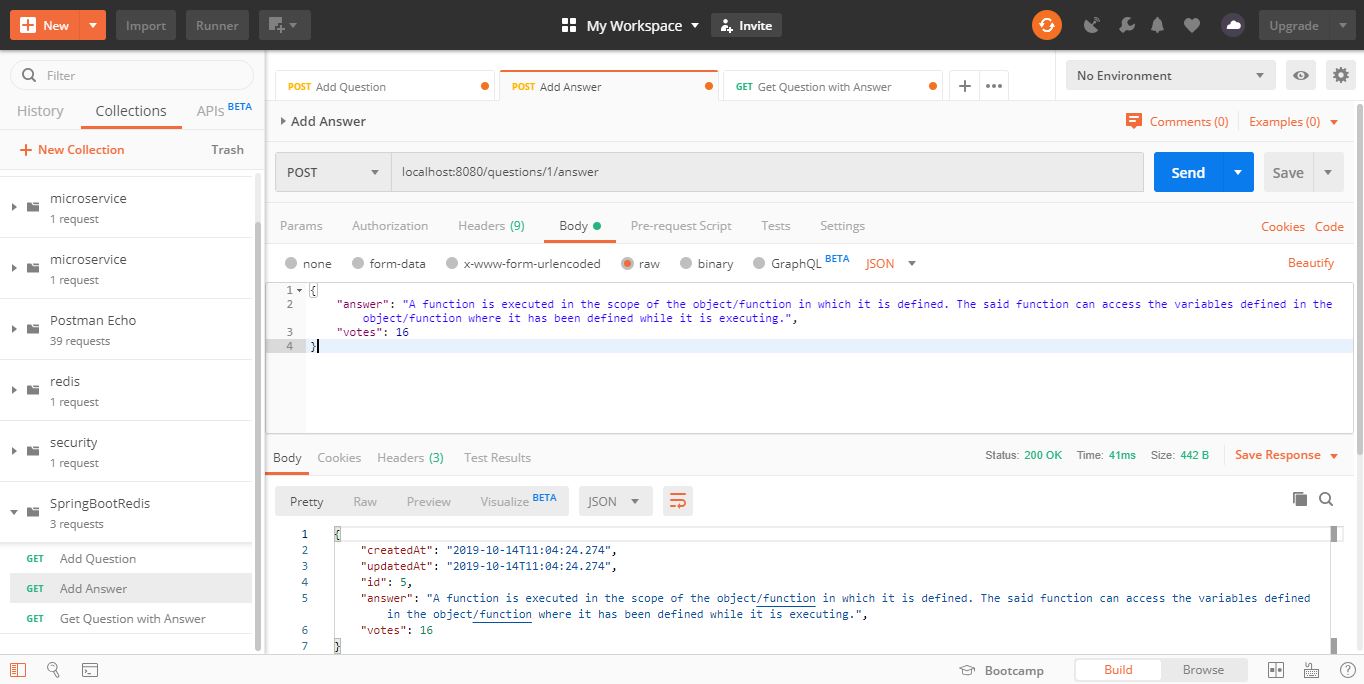 New Import Runner My Workspace Invite Upgrade
Filter
History Collections APIs BETA
New Collection Trash
microservice
1 request
microservice
1 request
Postman Echo
39 requests
redis
1 request
security
1 request
SpringBootRedis
3 requests
GET Add Question
GET Add Answer
GET Get Question with Answer
POST Add Question POST Add Answer GET Get Question with Answer No Environment
Add Answer Comments (0) Examples (0)
POST localhost:8080/questions/1/answer Send Save
Params Authorization Headers (9) Body Pre-request Script Tests Settings Cookies Code
none form-data x-www-form-urlencoded raw binary GraphQL BETA JSON Beautify
1 {
2 "answer": "A function is executed in the scope of the object/function in which it is defined. The said function can access the variables defined in the
object/function where it has been defined while it is executing.",
3 "votes": 16
4 }
Body Cookies Headers (3) Test Results Status: 200 OK Time: 41ms Size: 442 B Save Response
Pretty Raw Preview Visualize BETA JSON
1 {
2 "createdAt": "2019-10-14T11:04:24.274",
3 "updatedAt": "2019-10-14T11:04:24.274",
4 "id": 5,
5 "answer": "A function is executed in the scope of the object/function in which it is defined. The said function can access the variables defined
in the object/function where it has been defined while it is executing.",
6 "votes": 16
7 }
Bootcamp Build Browse